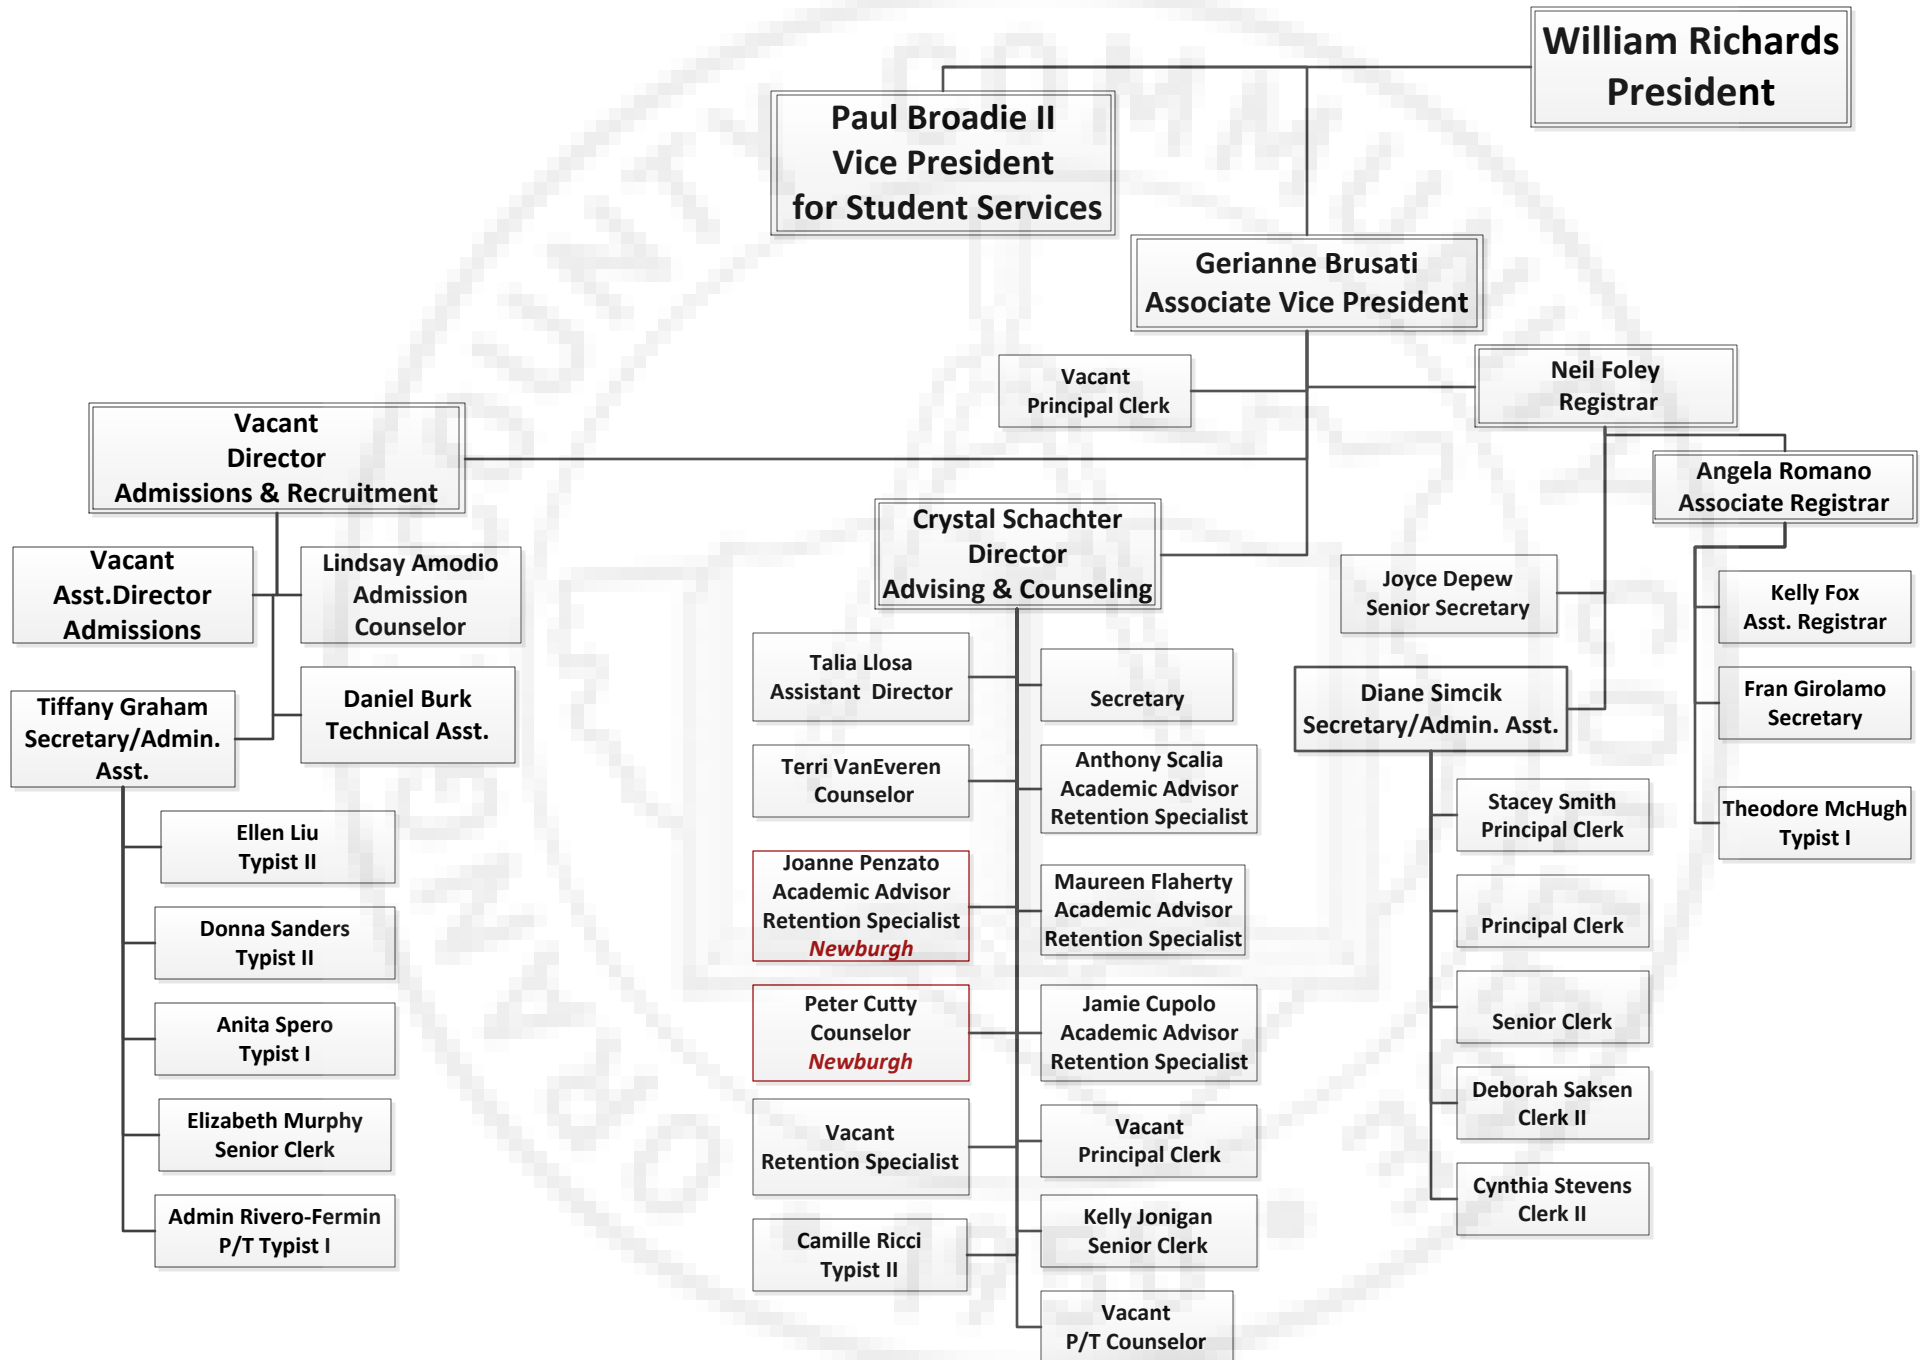 William Richards
President
Paul Broadie II
Vice President
for Student Services
Gerianne Brusati
Associate Vice President
Vacant
Principal Clerk
Neil Foley
Registrar
Vacant
Director
Admissions & Recruitment
Angela Romano
Associate Registrar
Crystal Schachter
Director
Advising & Counseling
Vacant
Asst.Director
Admissions
Lindsay Amodio
Admission
Counselor
Joyce Depew
Senior Secretary
Kelly Fox
Asst. Registrar
Talia Llosa
Assistant Director
Secretary
Tiffany Graham
Secretary/Admin.
Asst.
Daniel Burk
Technical Asst.
Diane Simcik
Secretary/Admin. Asst.
Fran Girolamo
Secretary
Terri VanEveren
Counselor
Anthony Scalia
Academic Advisor
Retention Specialist
Stacey Smith
Principal Clerk
Theodore McHugh
Typist I
Ellen Liu
Typist II
Joanne Penzato
Academic Advisor
Retention Specialist
Newburgh
Maureen Flaherty
Academic Advisor
Retention Specialist
Principal Clerk
Donna Sanders
Typist II
Peter Cutty
Counselor
Newburgh
Jamie Cupolo
Academic Advisor
Retention Specialist
Senior Clerk
Anita Spero
Typist I
Deborah Saksen
Clerk II
Elizabeth Murphy
Senior Clerk
Vacant
Retention Specialist
Vacant
Principal Clerk
Cynthia Stevens
Clerk II
Admin Rivero-Fermin
P/T Typist I
Camille Ricci
Typist II
Kelly Jonigan
Senior Clerk
Vacant
P/T Counselor
ORANGE COUNTY COMMUNITY COLLEGE
1950